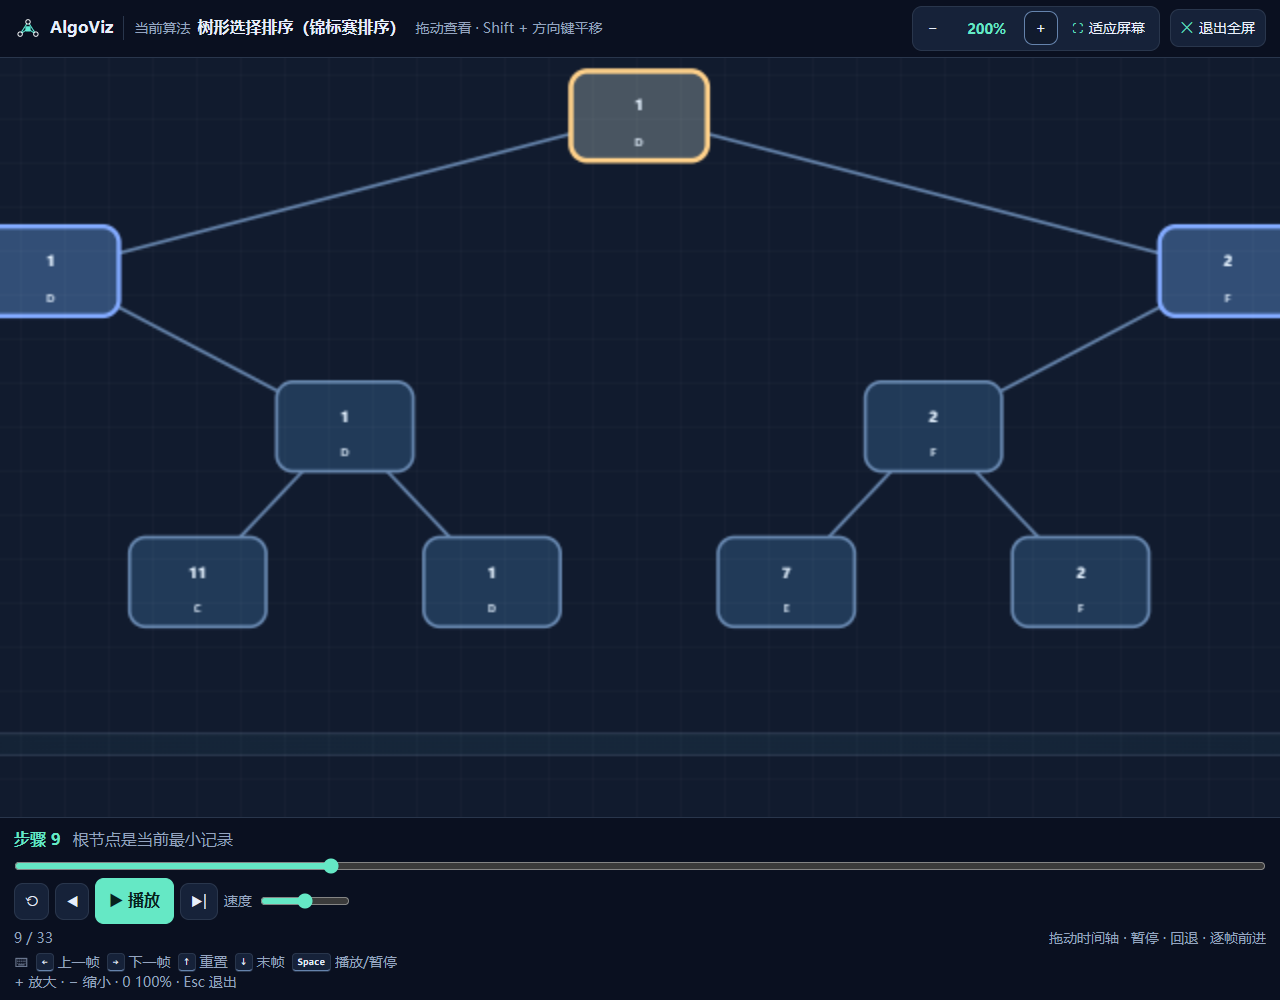 AlgoViz 当前算法 树形选择排序（锦标赛排序） 拖动查看 · Shift + 方向键平移 − 200% + 适应屏幕 退出全屏
1
D
1
D
2
F
1
D
2
F
11
C
1
D
7
E
2
F
步骤 9 根节点是当前最小记录
播放 速度
9 / 33 拖动时间轴 · 暂停 · 回退 · 逐帧前进
← 上一帧 → 下一帧 ↑ 重置 ↓ 末帧 Space 播放/暂停
+ 放大 · − 缩小 · 0 100% · Esc 退出